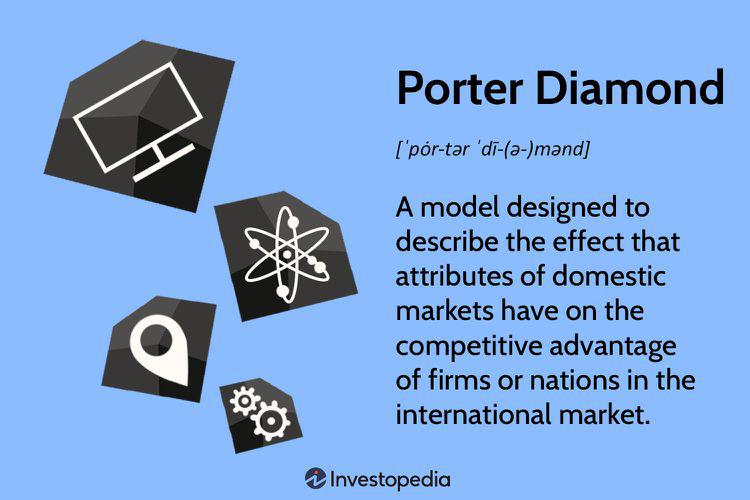 Porter Diamond
[ˈpȯr-tər ˈdī-(ə-)mənd]
A model designed to
describe the effect that
attributes of domestic
markets have on the
competitive advantage
of firms or nations in the
international market.
Investopedia